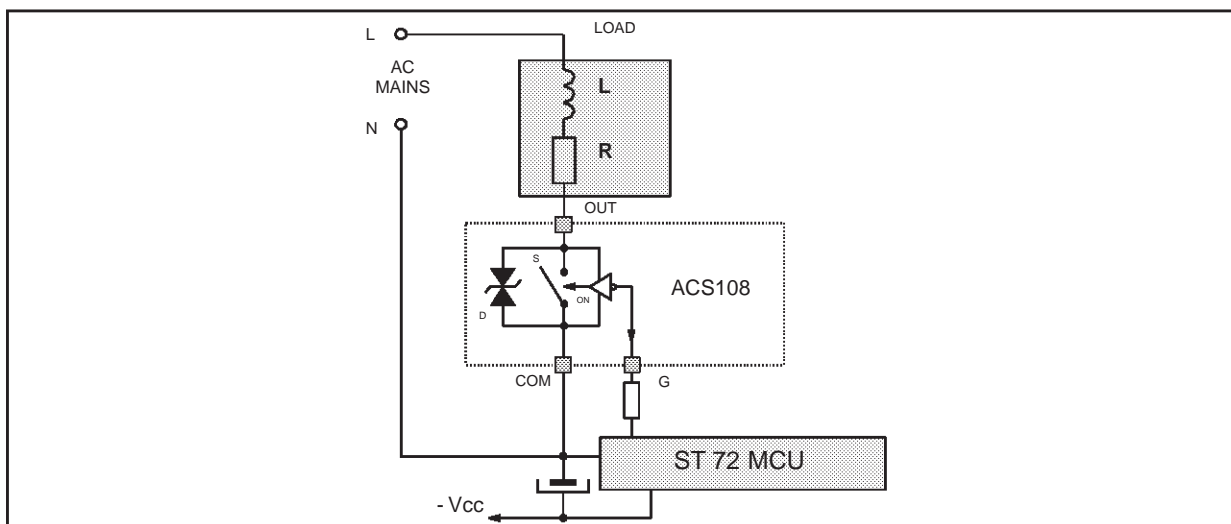 LOAD
L
AC
MAINS
N
L
R
OUT
S
ON
D
ACS108
COM
G
ST 72 MCU
- Vcc